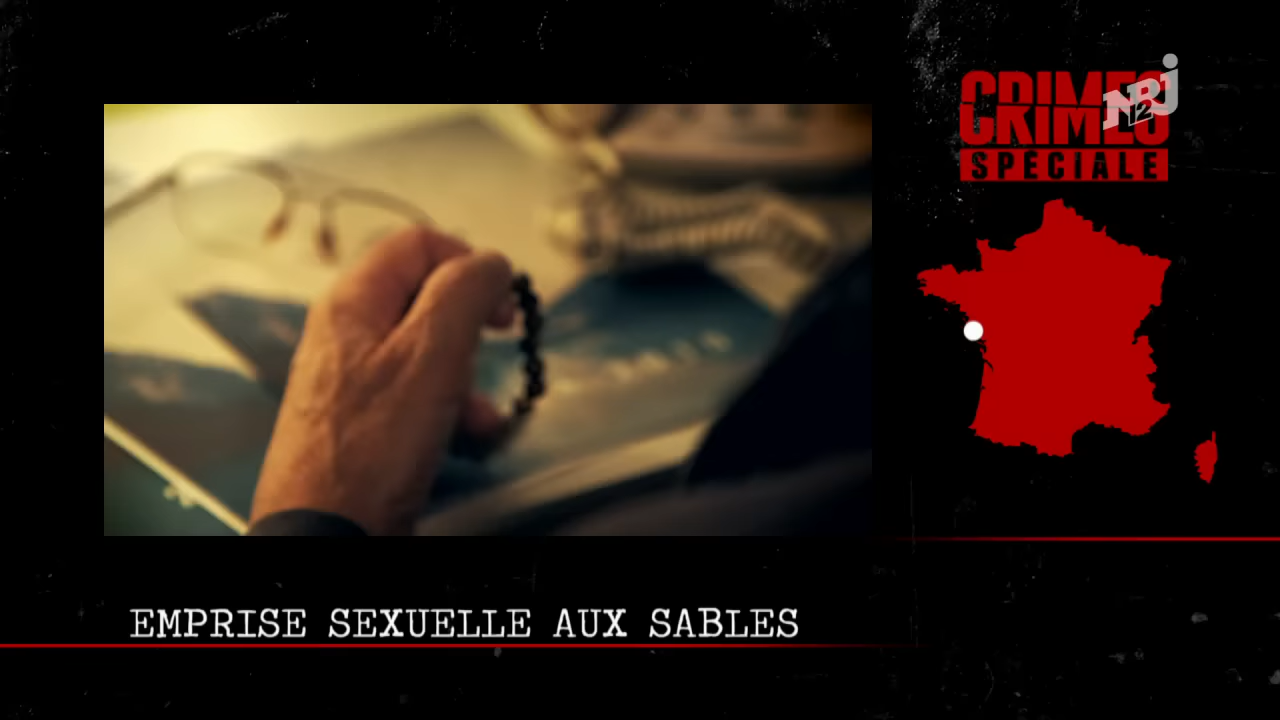 CRIMES
NRJ
12
SPÉCIALE
EMPRISE SEXUELLE AUX SABLES